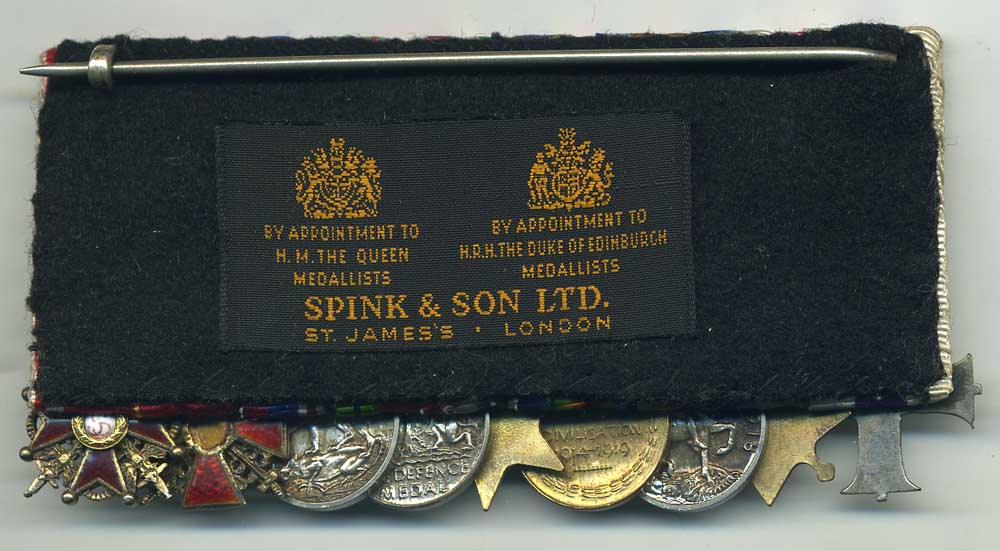 BY APPOINTMENT TO
H.M. THE QUEEN
MEDALLISTS
BY APPOINTMENT TO
H.R.H. THE DUKE OF EDINBURGH
MEDALLISTS
SPINK & SON LTD.
ST. JAMES'S · LONDON
DEFENCE
MEDAL
CIVILISATION
1914-1919